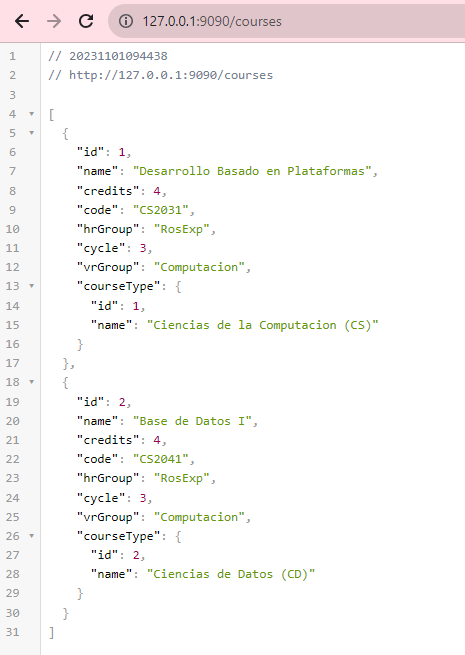 127.0.0.1:9090/courses
1 // 20231101094438
2 // http://127.0.0.1:9090/courses
3
4 [
5 {
6 "id": 1,
7 "name": "Desarrollo Basado en Plataformas",
8 "credits": 4,
9 "code": "CS2031",
10 "hrGroup": "RosExp",
11 "cycle": 3,
12 "vrGroup": "Computacion",
13 "courseType": {
14 "id": 1,
15 "name": "Ciencias de la Computacion (CS)"
16 }
17 },
18 {
19 "id": 2,
20 "name": "Base de Datos I",
21 "credits": 4,
22 "code": "CS2041",
23 "hrGroup": "RosExp",
24 "cycle": 3,
25 "vrGroup": "Computacion",
26 "courseType": {
27 "id": 2,
28 "name": "Ciencias de Datos (CD)"
29 }
30 }
31 ]